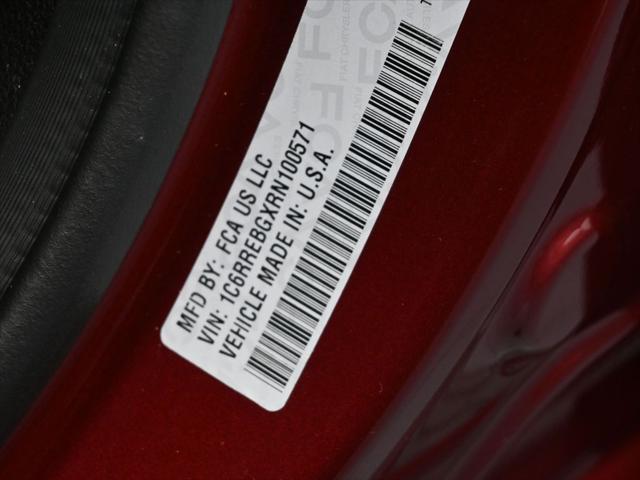 MFD BY: FCA US LLC
VIN: 1C6RREBGXRN100571
VEHICLE MADE IN: U.S.A.